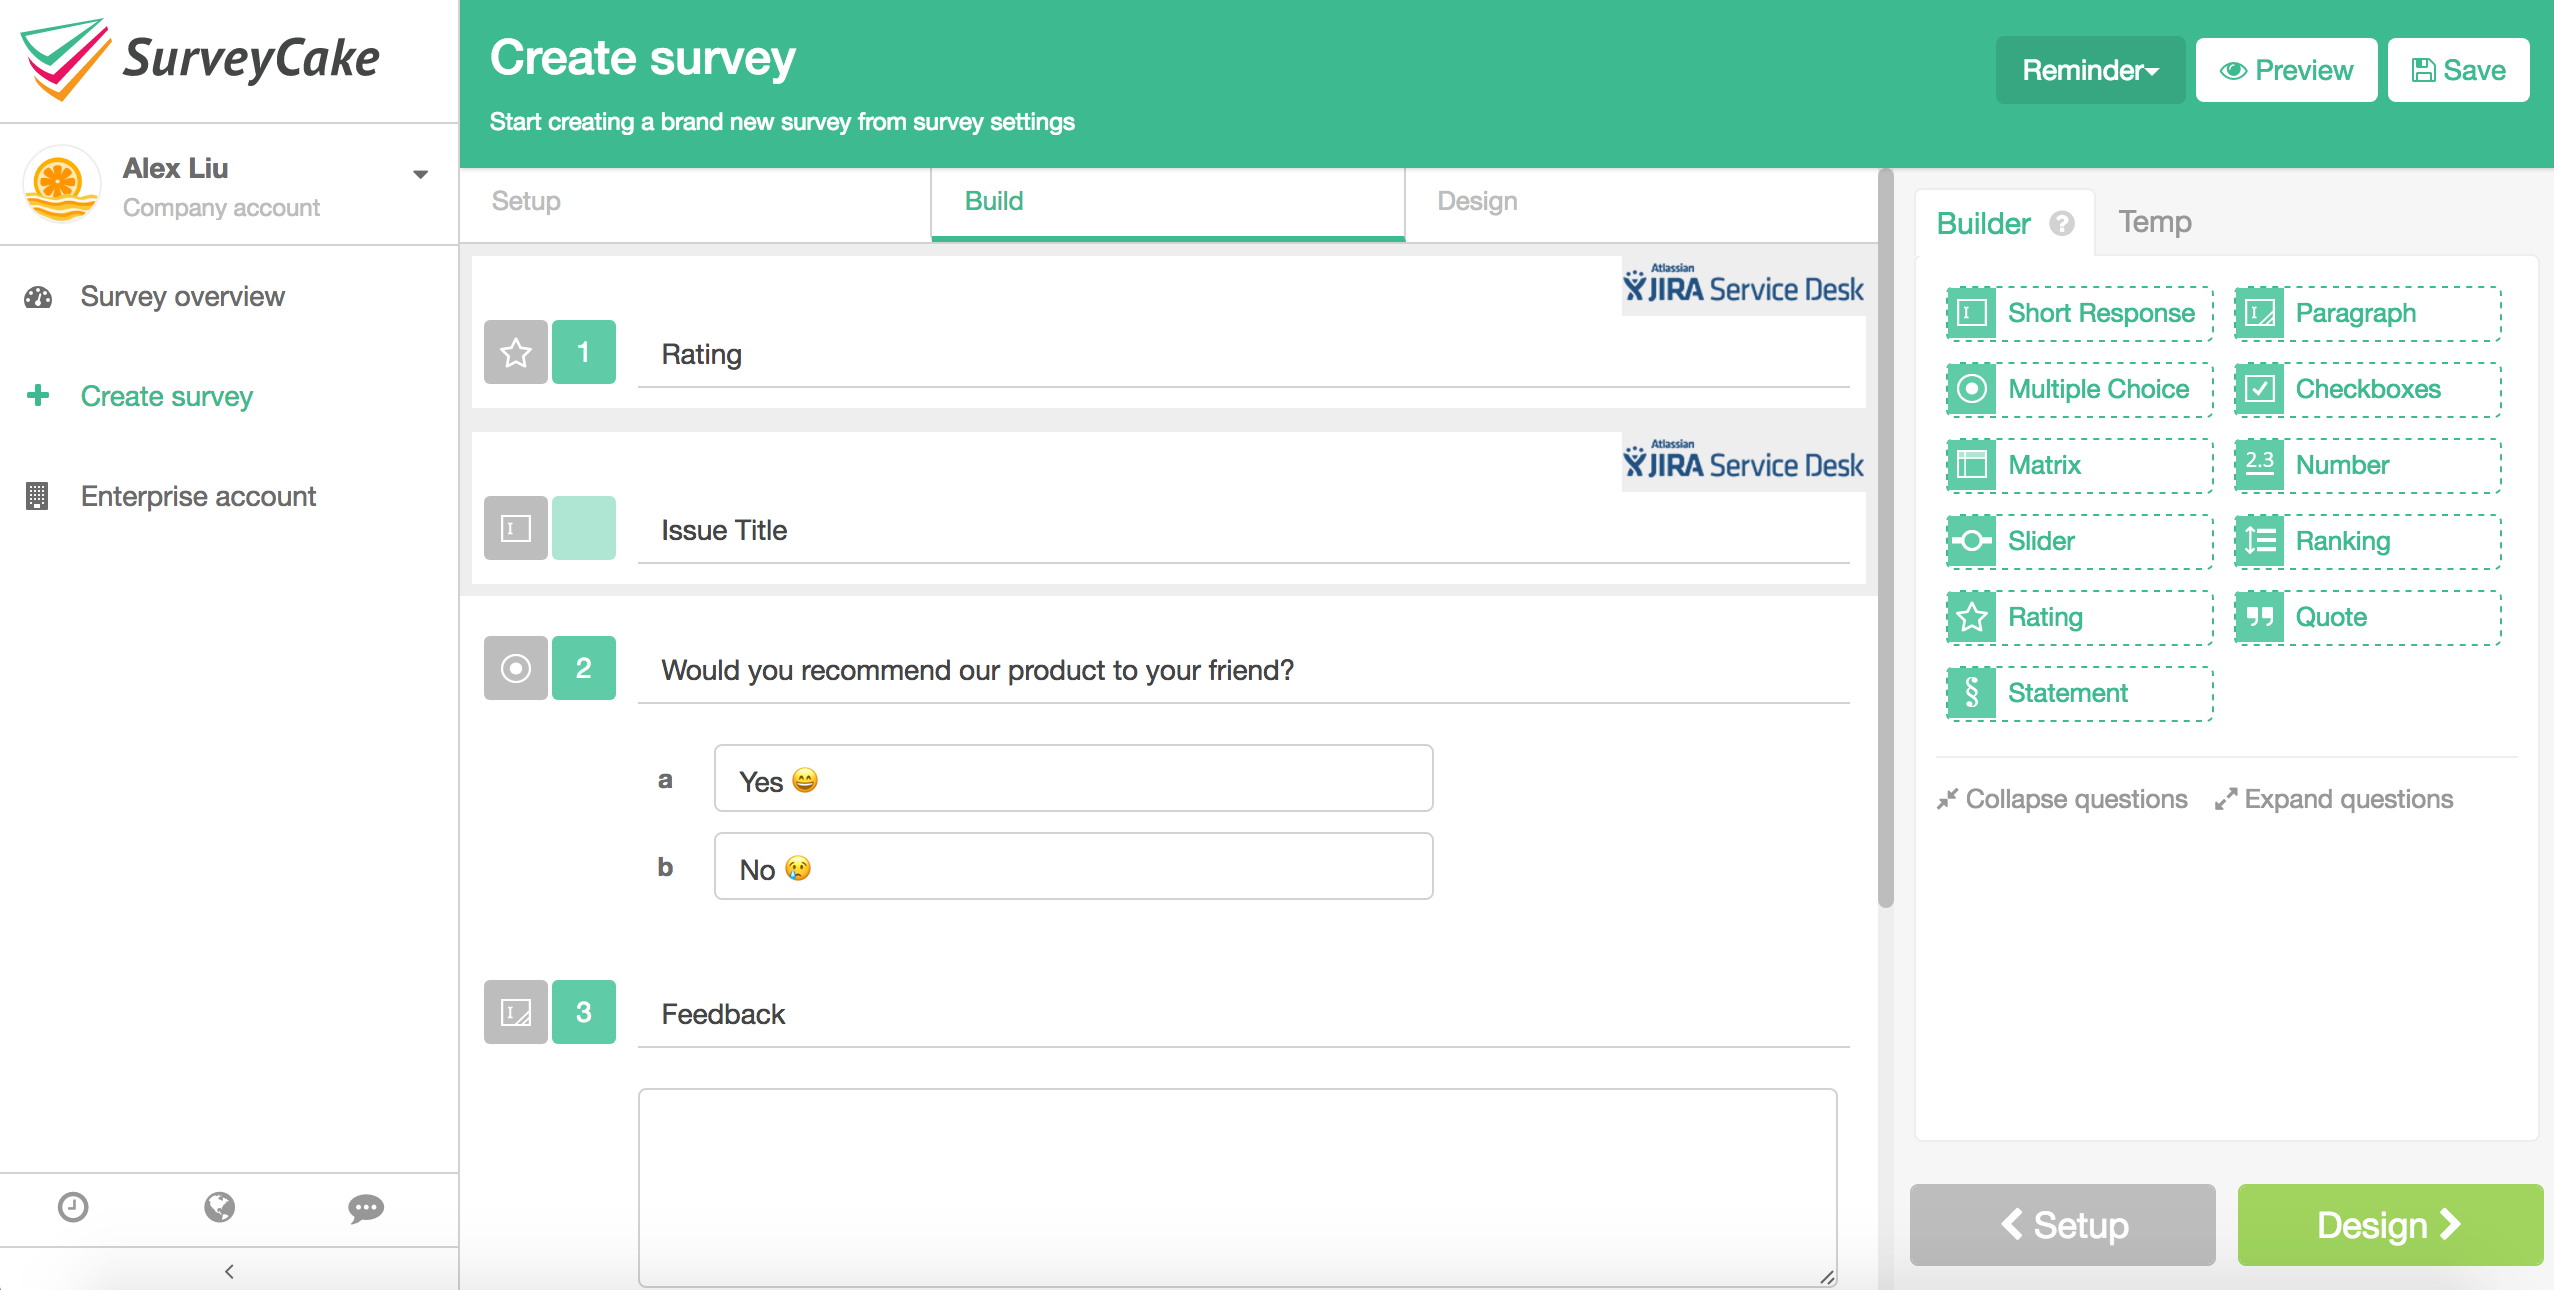 SurveyCake
Alex Liu
Company account
Survey overview
Create survey
Enterprise account
Create survey
Start creating a brand new survey from survey settings
Reminder
Preview
Save
Setup
Build
Design
Atlassian
JIRA Service Desk
1
Rating
Atlassian
JIRA Service Desk
Issue Title
2
Would you recommend our product to your friend?
a
Yes 😄
b
No 😢
3
Feedback
Builder ?
Temp
Short Response
Paragraph
Multiple Choice
Checkboxes
Matrix
2.3 Number
Slider
Ranking
Rating
Quote
§ Statement
Collapse questions
Expand questions
Setup
Design